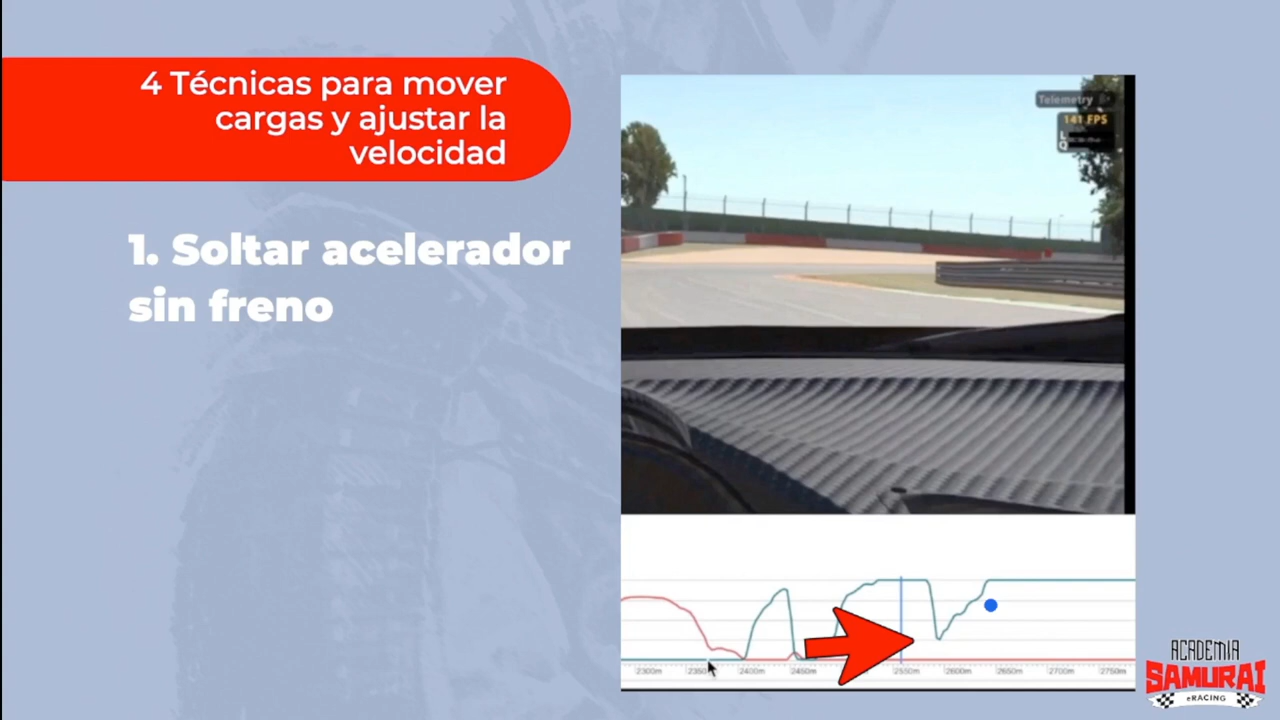 4 Técnicas para mover
cargas y ajustar la
velocidad
1. Soltar acelerador
sin freno
Telemetry
141 FPS
L
Q
2300m
2400m
2450m
2550m
2600m
2650m
2700m
2750m
ACADEMIA
SAMURAI
eRACING